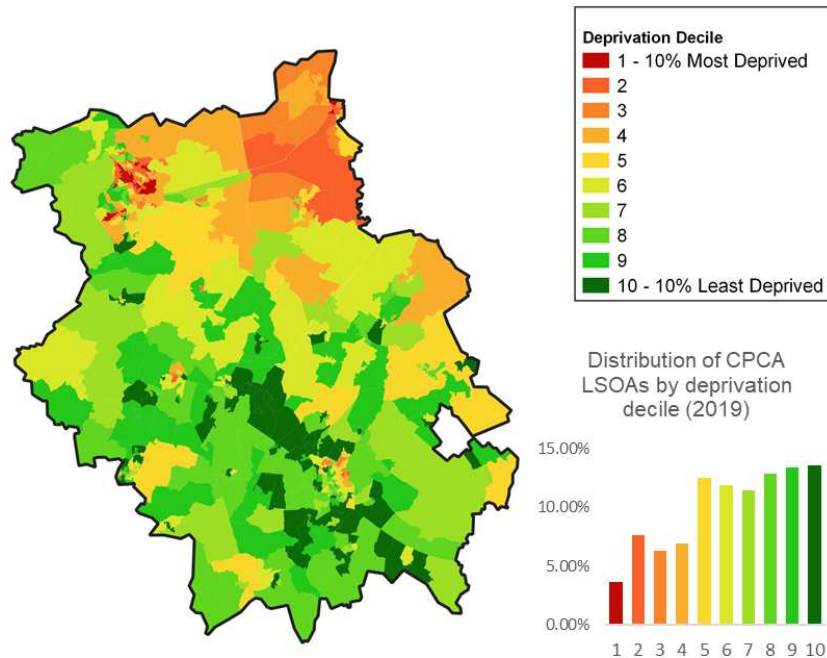 Deprivation Decile
1 - 10% Most Deprived
2
3
4
5
6
7
8
9
10 - 10% Least Deprived
Distribution of CPCA
LSOAs by deprivation
decile (2019)
15.00%
10.00%
5.00%
0.00%
1 2 3 4 5 6 7 8 9 10